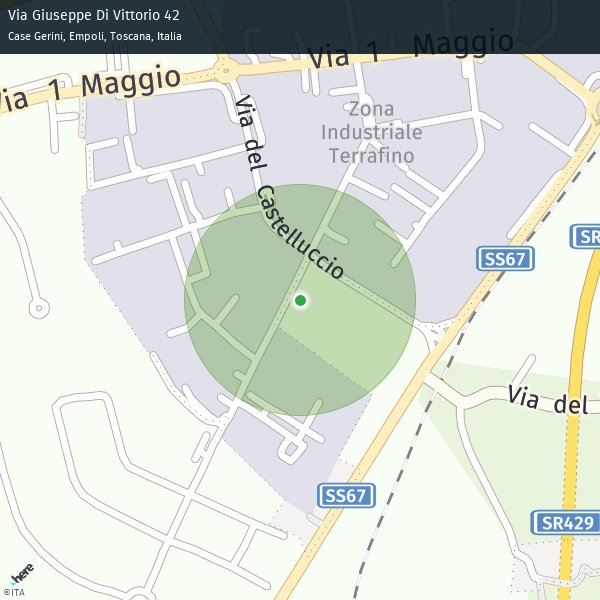 Via Giuseppe Di Vittorio 42
Case Gerini, Empoli, Toscana, Italia
Via 1 Maggio
Via 1 Maggio
Via del Castelluccio
Zona
Industriale
Terrafino
SR
SS67
Via del
SS67
SR429
here
©ITA